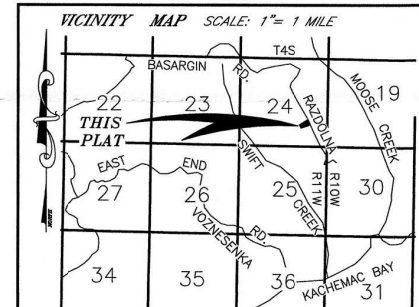 VICINITY MAP SCALE: 1"= 1 MILE
T4S
BASARGIN RD.
22 23 24 19
MOOSE CREEK
RAZDOLNA
THIS PLAT
SWIFT CREEK
EAST END RD.
27 26 25 30
R11W R10W
VOZNESENKA
34 35 36 31
KACHEMAC BAY